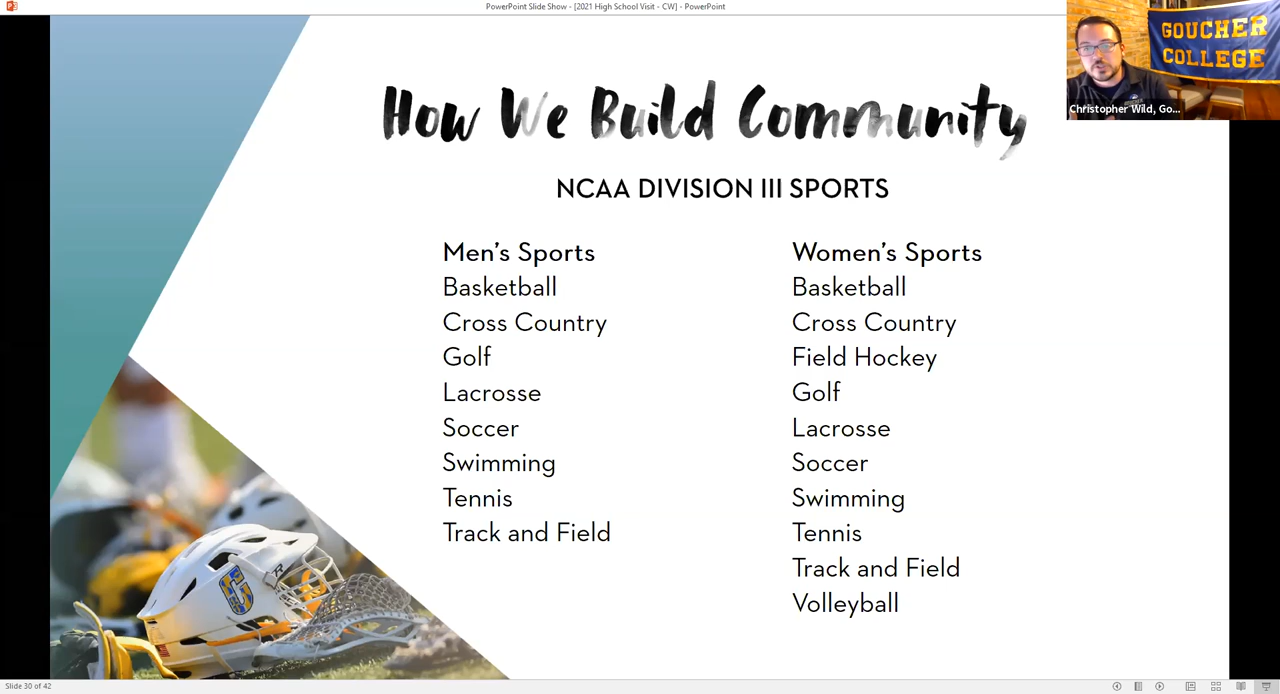 PowerPoint Slide Show - [2021 High School Visit - CW] - PowerPoint
GOUCHER
COLLEGE
Christopher Wild, Go...
How We Build Community
NCAA DIVISION III SPORTS
Men's Sports
Basketball
Cross Country
Golf
Lacrosse
Soccer
Swimming
Tennis
Track and Field
Women's Sports
Basketball
Cross Country
Field Hockey
Golf
Lacrosse
Soccer
Swimming
Tennis
Track and Field
Volleyball
Slide 30 of 42